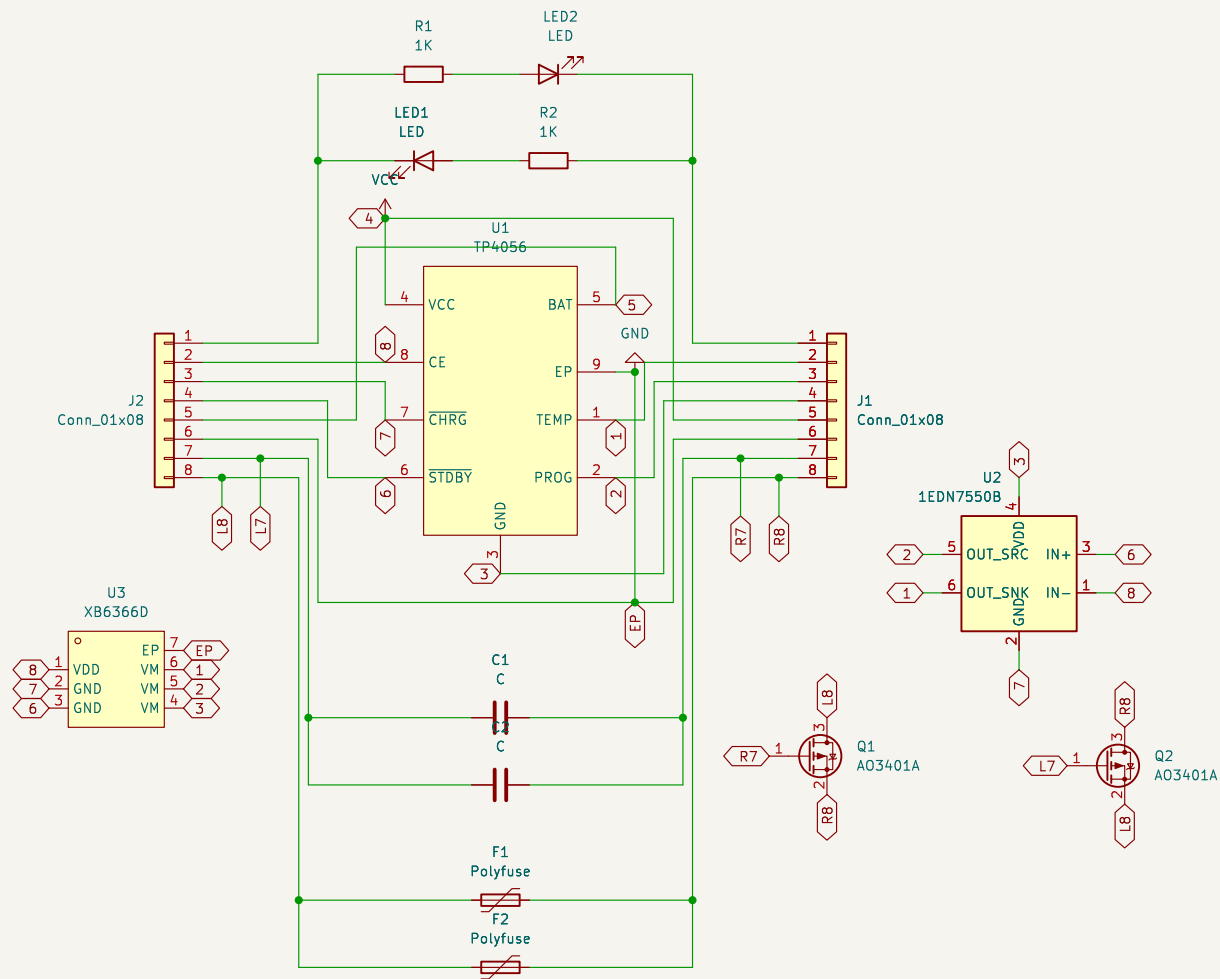 R1
1K
LED2
LED
LED1
LED
R2
1K
VCC
4
U1
TP4056
4 VCC
BAT 5
5
GND
8
8 CE
EP 9
7 CHRG
TEMP 1
7
1
6 STDBY
PROG 2
6
2
GND
3
3
EP
J2
Conn_01x08
1
2
3
4
5
6
7
8
L8
L7
J1
Conn_01x08
1
2
3
4
5
6
7
8
R7
R8
U2
1EDN7550B
3
4
VDD
2
5 OUT_SRC
IN+ 3
6
1
6 OUT_SNK
IN- 1
8
GND
2
7
U3
XB6366D
EP 7
EP
8
1 VDD
VM 6
1
7
2 GND
VM 5
2
6
3 GND
VM 4
3
C1
C
C2
C
F1
Polyfuse
F2
Polyfuse
L8
3
R7
1
Q1
AO3401A
2
R8
R8
3
L7
1
Q2
AO3401A
2
L8